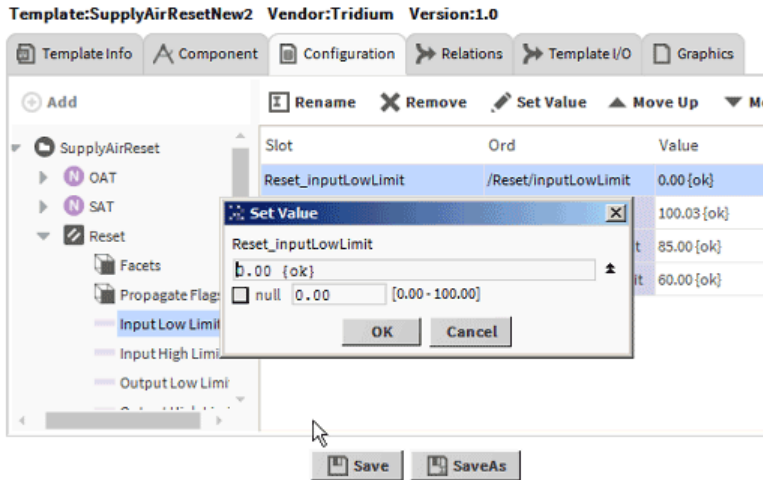 Template:SupplyAirResetNew2 Vendor:Tridium Version:1.0
Template Info Component Configuration Relations Template I/O Graphics
Add Rename Remove Set Value Move Up
SupplyAirReset Slot Ord Value
OAT Reset_inputLowLimit /Reset/inputLowLimit 0.00 {ok}
SAT Set Value 100.03 {ok}
Reset Reset_inputLowLimit 85.00 {ok}
Facets 0.00 {ok} 60.00 {ok}
Propagate Flags null 0.00 [0.00 - 100.00]
Input Low Limit OK Cancel
Input High Limi
Output Low Limi
Save SaveAs